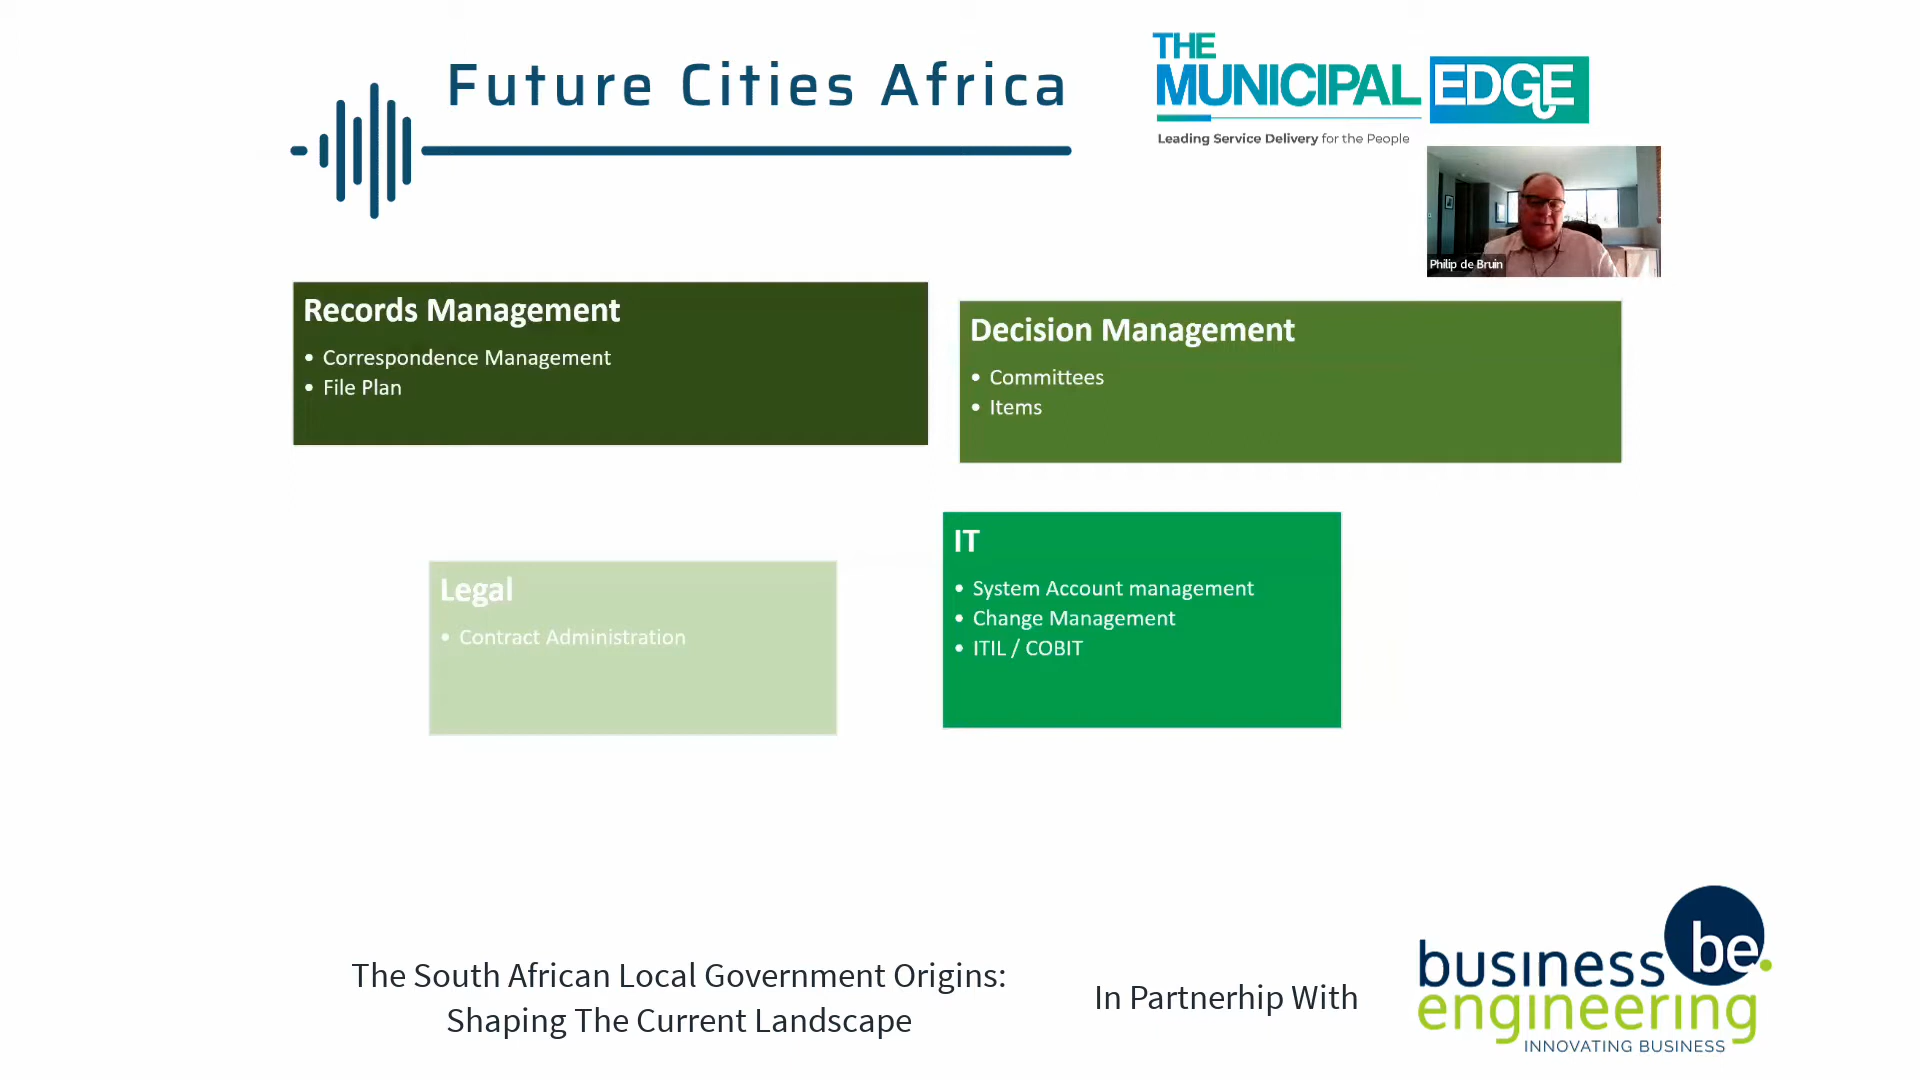 Future Cities Africa
THE
MUNICIPAL EDGE
Leading Service Delivery for the People
Philip de Bruin
Records Management
• Correspondence Management
• File Plan
Decision Management
• Committees
• Items
Legal
• Contract Administration
IT
• System Account management
• Change Management
• ITIL / COBIT
The South African Local Government Origins:
Shaping The Current Landscape
In Partnerhip With
be.
business
engineering
INNOVATING BUSINESS